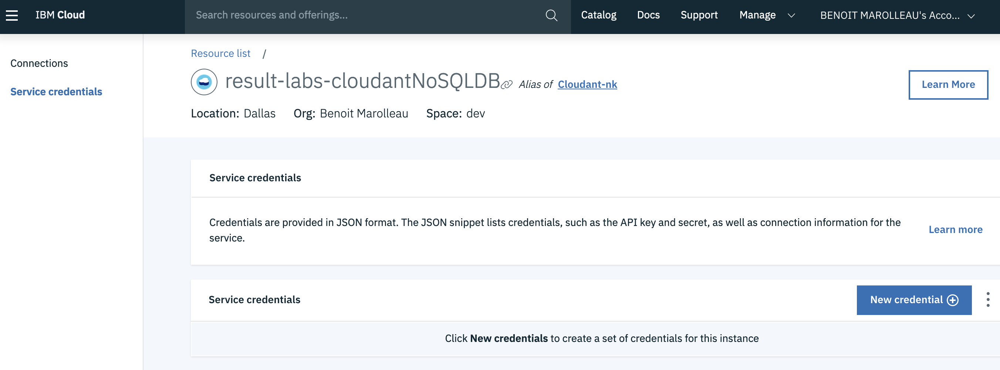 IBM Cloud
Search resources and offerings...
Catalog
Docs
Support
Manage
BENOIT MAROLLEAU's Acco...
Connections
Service credentials
Resource list /
result-labs-cloudantNoSQLDB Alias of Cloudant-nk
Learn More
Location: Dallas Org: Benoit Marolleau Space: dev
Service credentials
Credentials are provided in JSON format. The JSON snippet lists credentials, such as the API key and secret, as well as connection information for the
service.
Learn more
Service credentials
New credential
Click New credentials to create a set of credentials for this instance